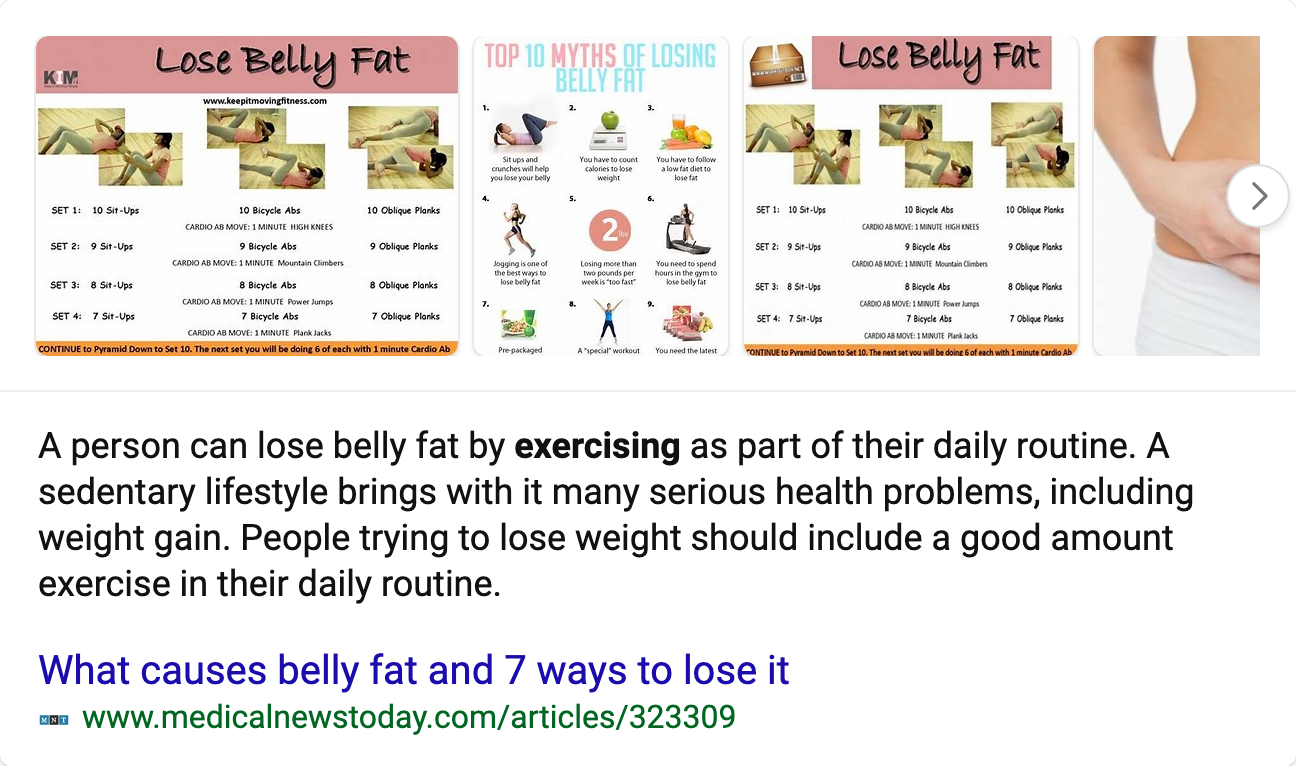 Lose Belly Fat
KIM
www.keepitmovingfitness.com
SET 1: 10 Sit-Ups 10 Bicycle Abs 10 Oblique Planks
CARDIO AB MOVE: 1 MINUTE HIGH KNEES
SET 2: 9 Sit-Ups 9 Bicycle Abs 9 Oblique Planks
CARDIO AB MOVE: 1 MINUTE Mountain Climbers
SET 3: 8 Sit-Ups 8 Bicycle Abs 8 Oblique Planks
CARDIO AB MOVE: 1 MINUTE Power Jumps
SET 4: 7 Sit-Ups 7 Bicycle Abs 7 Oblique Planks
CARDIO AB MOVE: 1 MINUTE Plank Jacks
CONTINUE to Pyramid Down to Set 10. The next set you will be doing 6 of each with 1 minute Cardio Ab
TOP 10 MYTHS OF LOSING
BELLY FAT
1. 2. 3.
Sit ups and
crunches will help
you lose your belly
You have to count
calories to lose
weight
You have to follow
a low fat diet to
lose fat
4. 5. 6.
2 lbs
Jogging is one of
the best ways to
lose belly fat
Losing more than
two pounds per
week is "too fast"
You need to spend
hours in the gym to
lose belly fat
7. 8. 9.
Pre-packaged
A "special" workout
You need the latest
Lose Belly Fat
SET 1: 10 Sit-Ups 10 Bicycle Abs 10 Oblique Planks
CARDIO AB MOVE: 1 MINUTE HIGH KNEES
SET 2: 9 Sit-Ups 9 Bicycle Abs 9 Oblique Planks
CARDIO AB MOVE: 1 MINUTE Mountain Climbers
SET 3: 8 Sit-Ups 8 Bicycle Abs 8 Oblique Planks
CARDIO AB MOVE: 1 MINUTE Power Jumps
SET 4: 7 Sit-Ups 7 Bicycle Abs 7 Oblique Planks
CARDIO AB MOVE: 1 MINUTE Plank Jacks
CONTINUE to Pyramid Down to Set 10. The next set you will be doing 6 of each with 1 minute Cardio Ab
A person can lose belly fat by exercising as part of their daily routine. A
sedentary lifestyle brings with it many serious health problems, including
weight gain. People trying to lose weight should include a good amount
exercise in their daily routine.
What causes belly fat and 7 ways to lose it
MNT www.medicalnewstoday.com/articles/323309